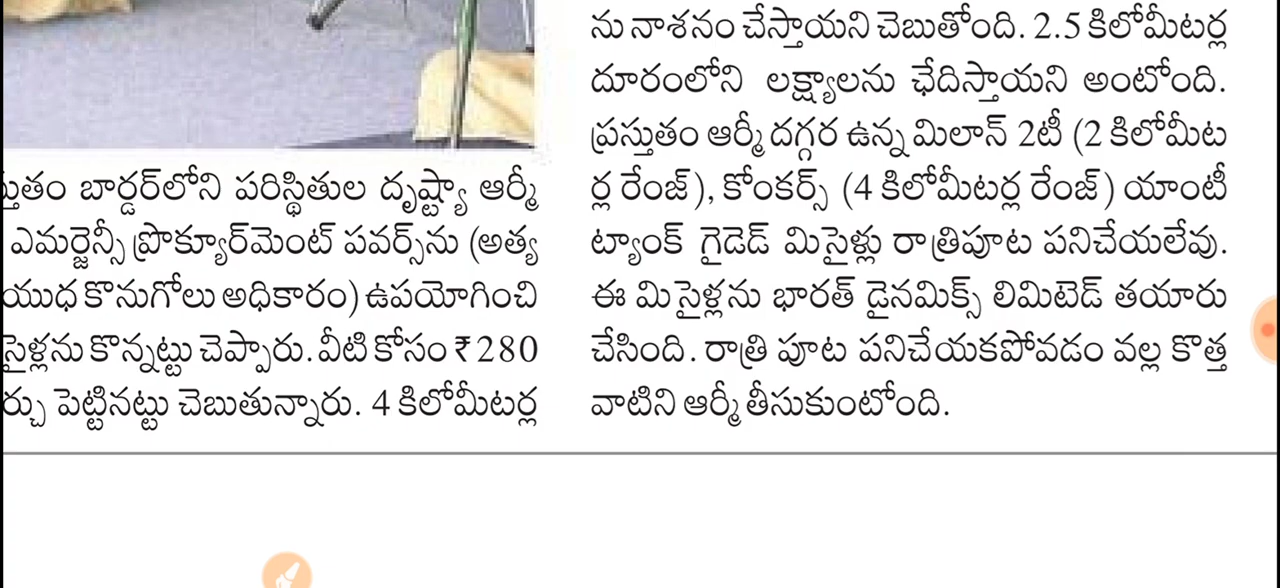 బార్డర్‌లోని పరిస్థితుల దృష్ట్యా ఆర్మీ
ఎమర్జెన్సీ ప్రొక్యూర్‌మెంట్ పవర్స్‌ను (అత్య
యుధ కొనుగోలు అధికారం) ఉపయోగించి
కొన్నట్టు చెప్పారు. వీటి కోసం ₹280
పెట్టినట్టు చెబుతున్నారు. 4 కిలోమీటర్ల
ను నాశనం చేస్తాయని చెబుతోంది. 2.5 కిలోమీటర్ల
దూరంలోని లక్ష్యాలను ఛేదిస్తాయని అంటోంది.
ప్రస్తుతం ఆర్మీ దగ్గర ఉన్న మిలాన్ 2టీ (2 కిలోమీట
ర్ల రేంజ్), కోంకర్స్ (4 కిలోమీటర్ల రేంజ్) యాంటీ
ట్యాంక్ గైడెడ్ మిసైళ్లు రాత్రిపూట పనిచేయలేవు.
ఈ మిసైళ్లను భారత్ డైనమిక్స్ లిమిటెడ్ తయారు
చేసింది. రాత్రి పూట పనిచేయకపోవడం వల్ల కొత్త
వాటిని ఆర్మీ తీసుకుంటోంది.